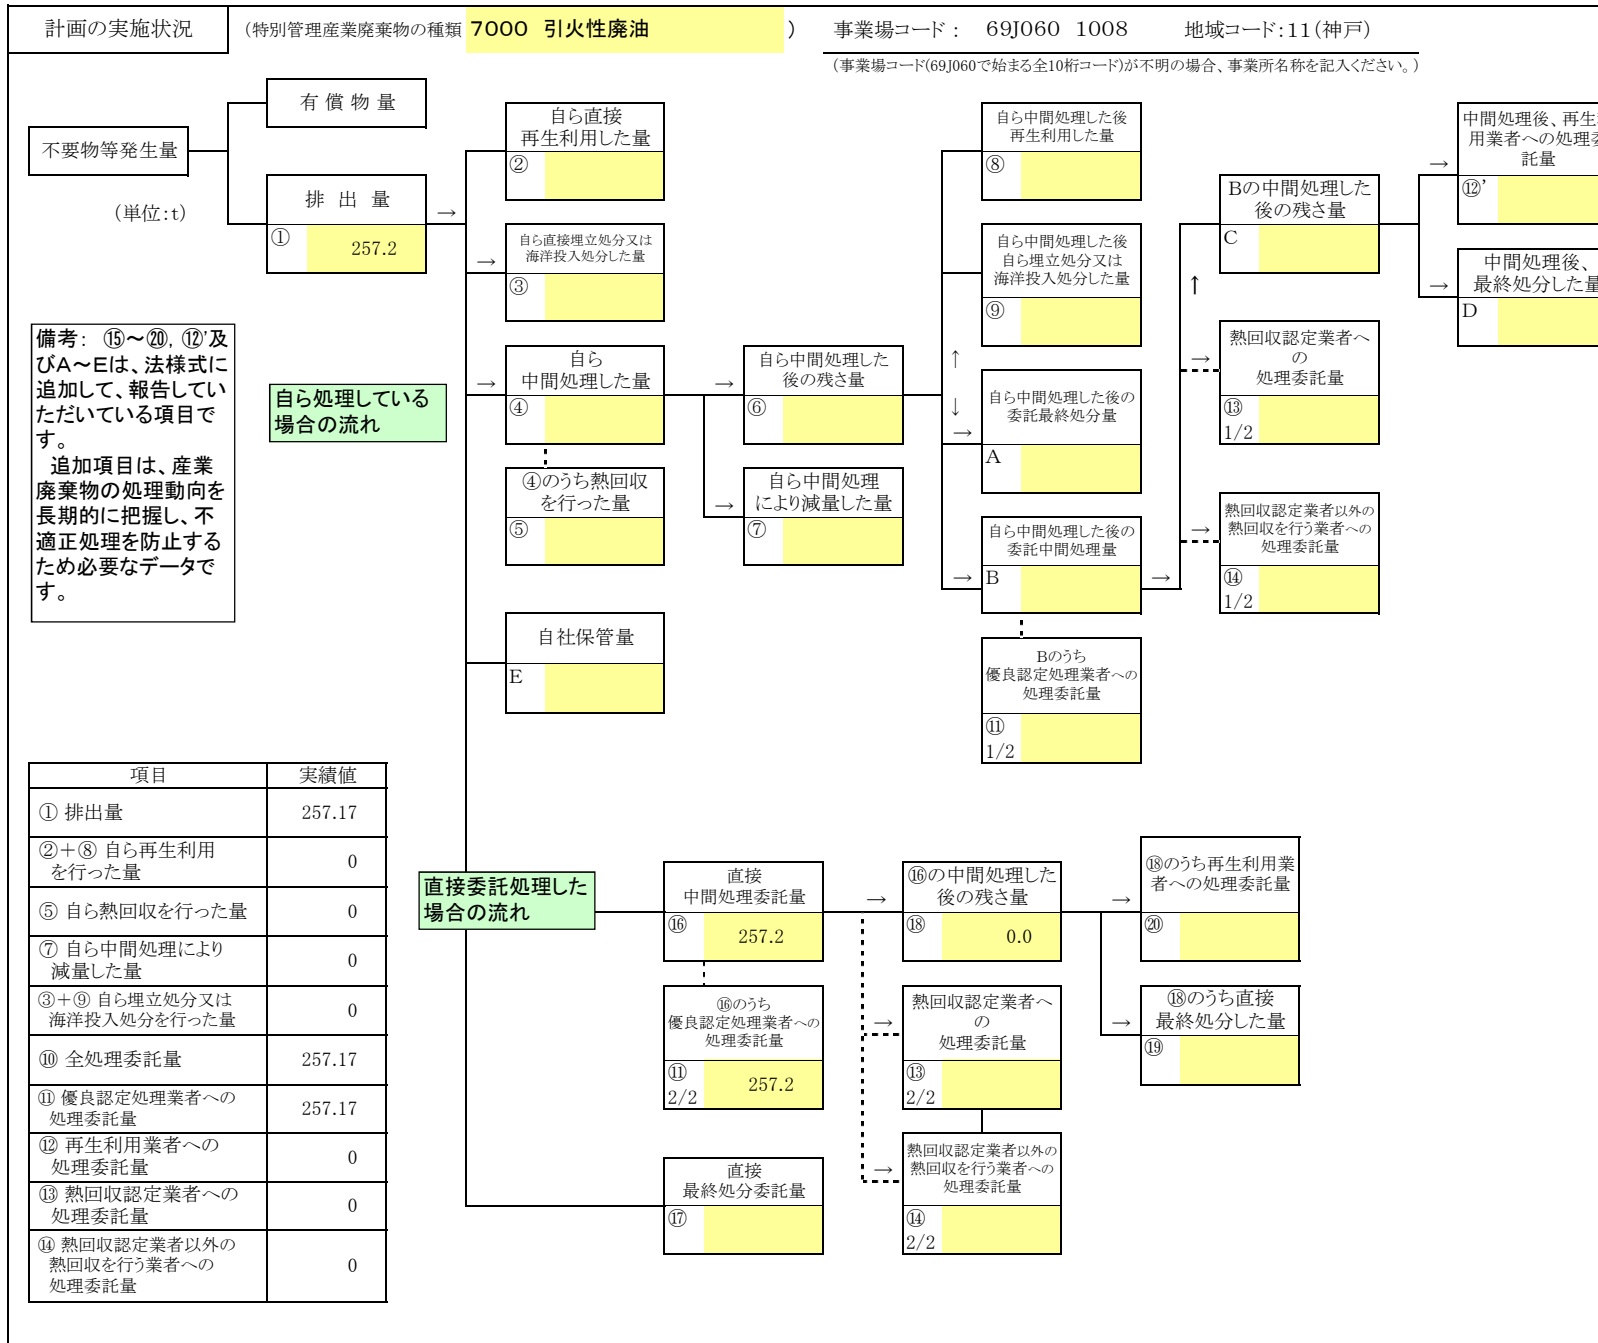 計画の実施状況
(特別管理産業廃棄物の種類 7000 引火性廃油 )
事業場コード： 69J060 1008 地域コード:11(神戸)
(事業場コード(69J060で始まる全10桁コード)が不明の場合、事業所名称を記入ください。)
不要物等発生量
(単位:t)
有 償 物 量
排 出 量
① 257.2
自ら直接
再生利用した量
②
自ら直接埋立処分又は
海洋投入処分した量
③
自ら
中間処理した量
④
④のうち熱回収
を行った量
⑤
自社保管量
E
自ら中間処理した
後の残さ量
⑥
自ら中間処理
により減量した量
⑦
自ら中間処理した後
再生利用した量
⑧
自ら中間処理した後
自ら埋立処分又は
海洋投入処分した量
⑨
自ら中間処理した後の
委託最終処分量
A
自ら中間処理した後の
委託中間処理量
B
Bのうち
優良認定処理業者への
処理委託量
⑪
1/2
Bの中間処理した
後の残さ量
C
熱回収認定業者へ
の
処理委託量
⑬
1/2
熱回収認定業者以外の
熱回収を行う業者への
処理委託量
⑭
1/2
中間処理後、再生
用業者への処理委
託量
⑫'
中間処理後、
最終処分した量
D
備考： ⑮～⑳, ⑫'及
びA～Eは、法様式に
追加して、報告してい
ただいている項目で
す。
追加項目は、産業
廃棄物の処理動向を
長期的に把握し、不
適正処理を防止する
ため必要なデータで
す。
自ら処理している
場合の流れ
項目 実績値
① 排出量 257.17
②＋⑧ 自ら再生利用
を行った量 0
⑤ 自ら熱回収を行った量 0
⑦ 自ら中間処理により
減量した量 0
③＋⑨ 自ら埋立処分又は
海洋投入処分を行った量 0
⑩ 全処理委託量 257.17
⑪ 優良認定処理業者への
処理委託量 257.17
⑫ 再生利用業者への
処理委託量 0
⑬ 熱回収認定業者への
処理委託量 0
⑭ 熱回収認定業者以外の
熱回収を行う業者への
処理委託量 0
直接委託処理した
場合の流れ
直接
中間処理委託量
⑯ 257.2
⑯のうち
優良認定処理業者への
処理委託量
⑪
2/2 257.2
直接
最終処分委託量
⑰
⑯の中間処理した
後の残さ量
⑱ 0.0
熱回収認定業者へ
の
処理委託量
⑬
2/2
熱回収認定業者以外の
熱回収を行う業者への
処理委託量
⑭
2/2
⑱のうち再生利用業
者への処理委託量
⑳
⑱のうち直接
最終処分した量
⑲